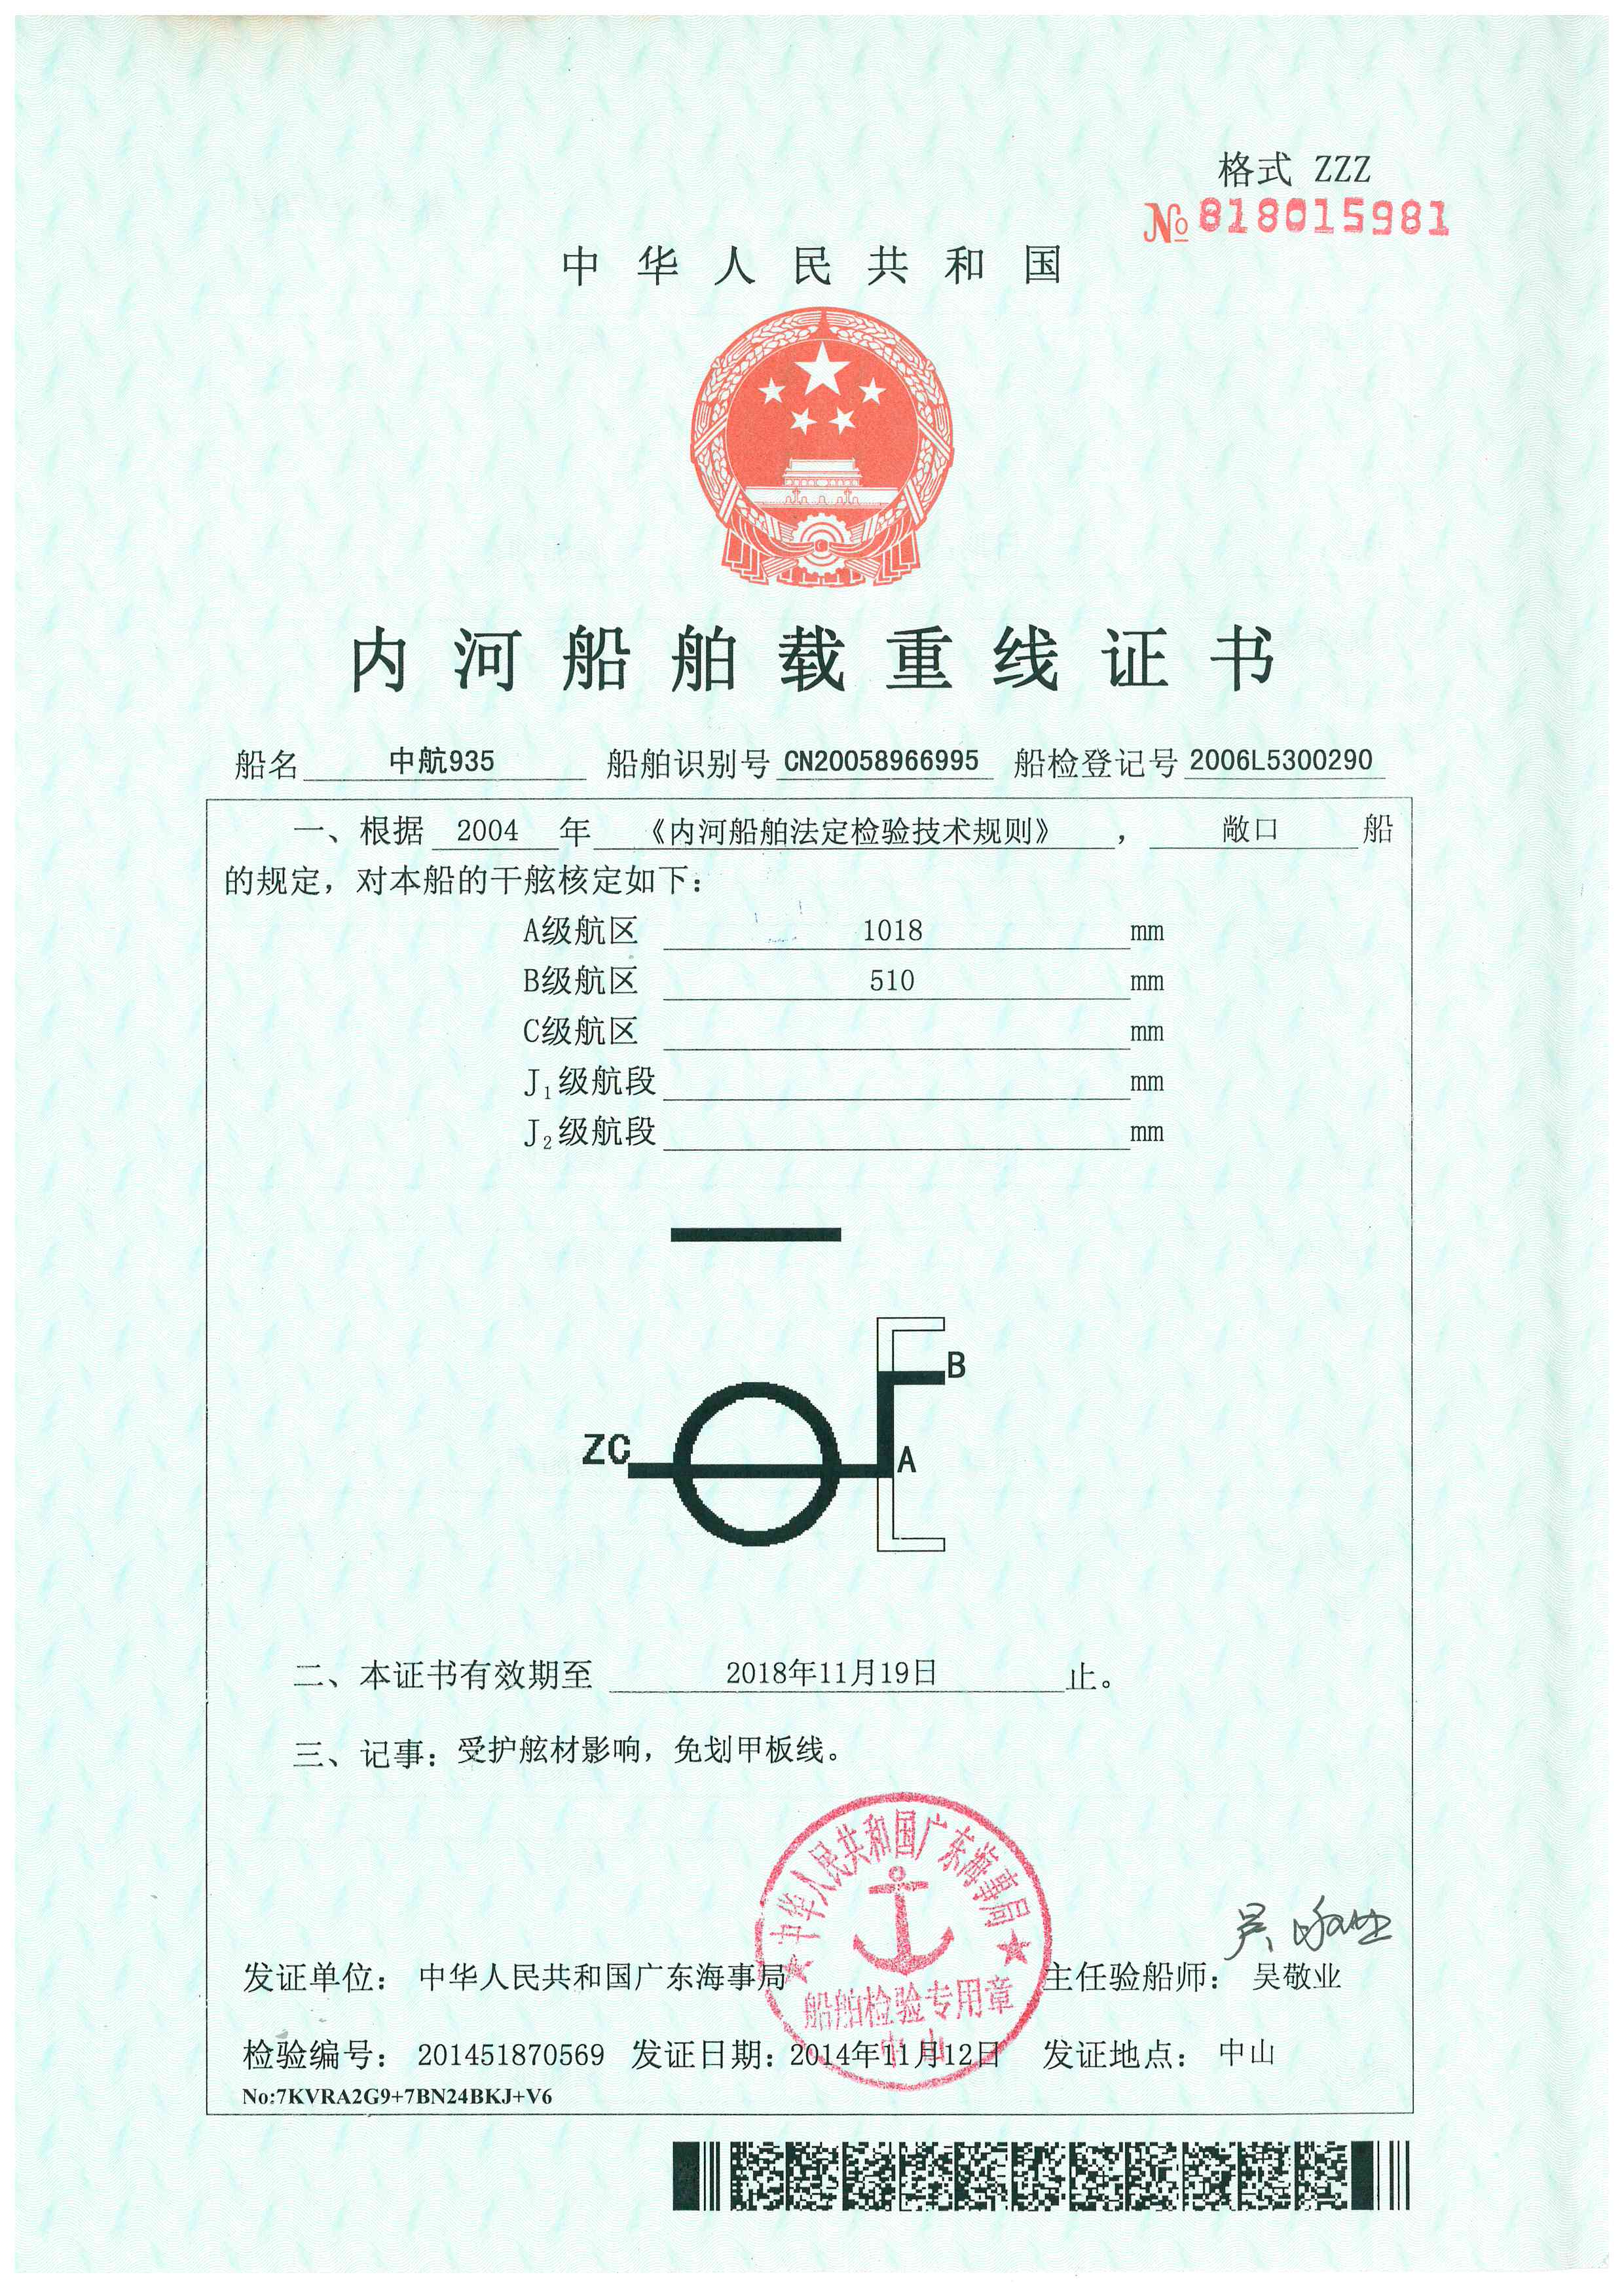 格式 ZZZ
№ 818015981
中华人民共和国
内河船舶载重线证书
船名 中航935 船舶识别号 CN20058966995 船检登记号 2006L5300290
一、根据 2004 年 《内河船舶法定检验技术规则》 , 敞口 船
的规定，对本船的干舷核定如下：
A级航区 1018 mm
B级航区 510 mm
C级航区 mm
J₁级航段 mm
J₂级航段 mm
B
ZC
A
二、本证书有效期至 2018年11月19日 止。
三、记事：受护舷材影响，免划甲板线。
中华人民共和国广东海事局
船舶检验专用章
中山
发证单位： 中华人民共和国广东海事局 主任验船师： 吴敬业
检验编号： 201451870569 发证日期：2014年11月12日 发证地点： 中山
No:7KVRA2G9+7BN24BKJ+V6